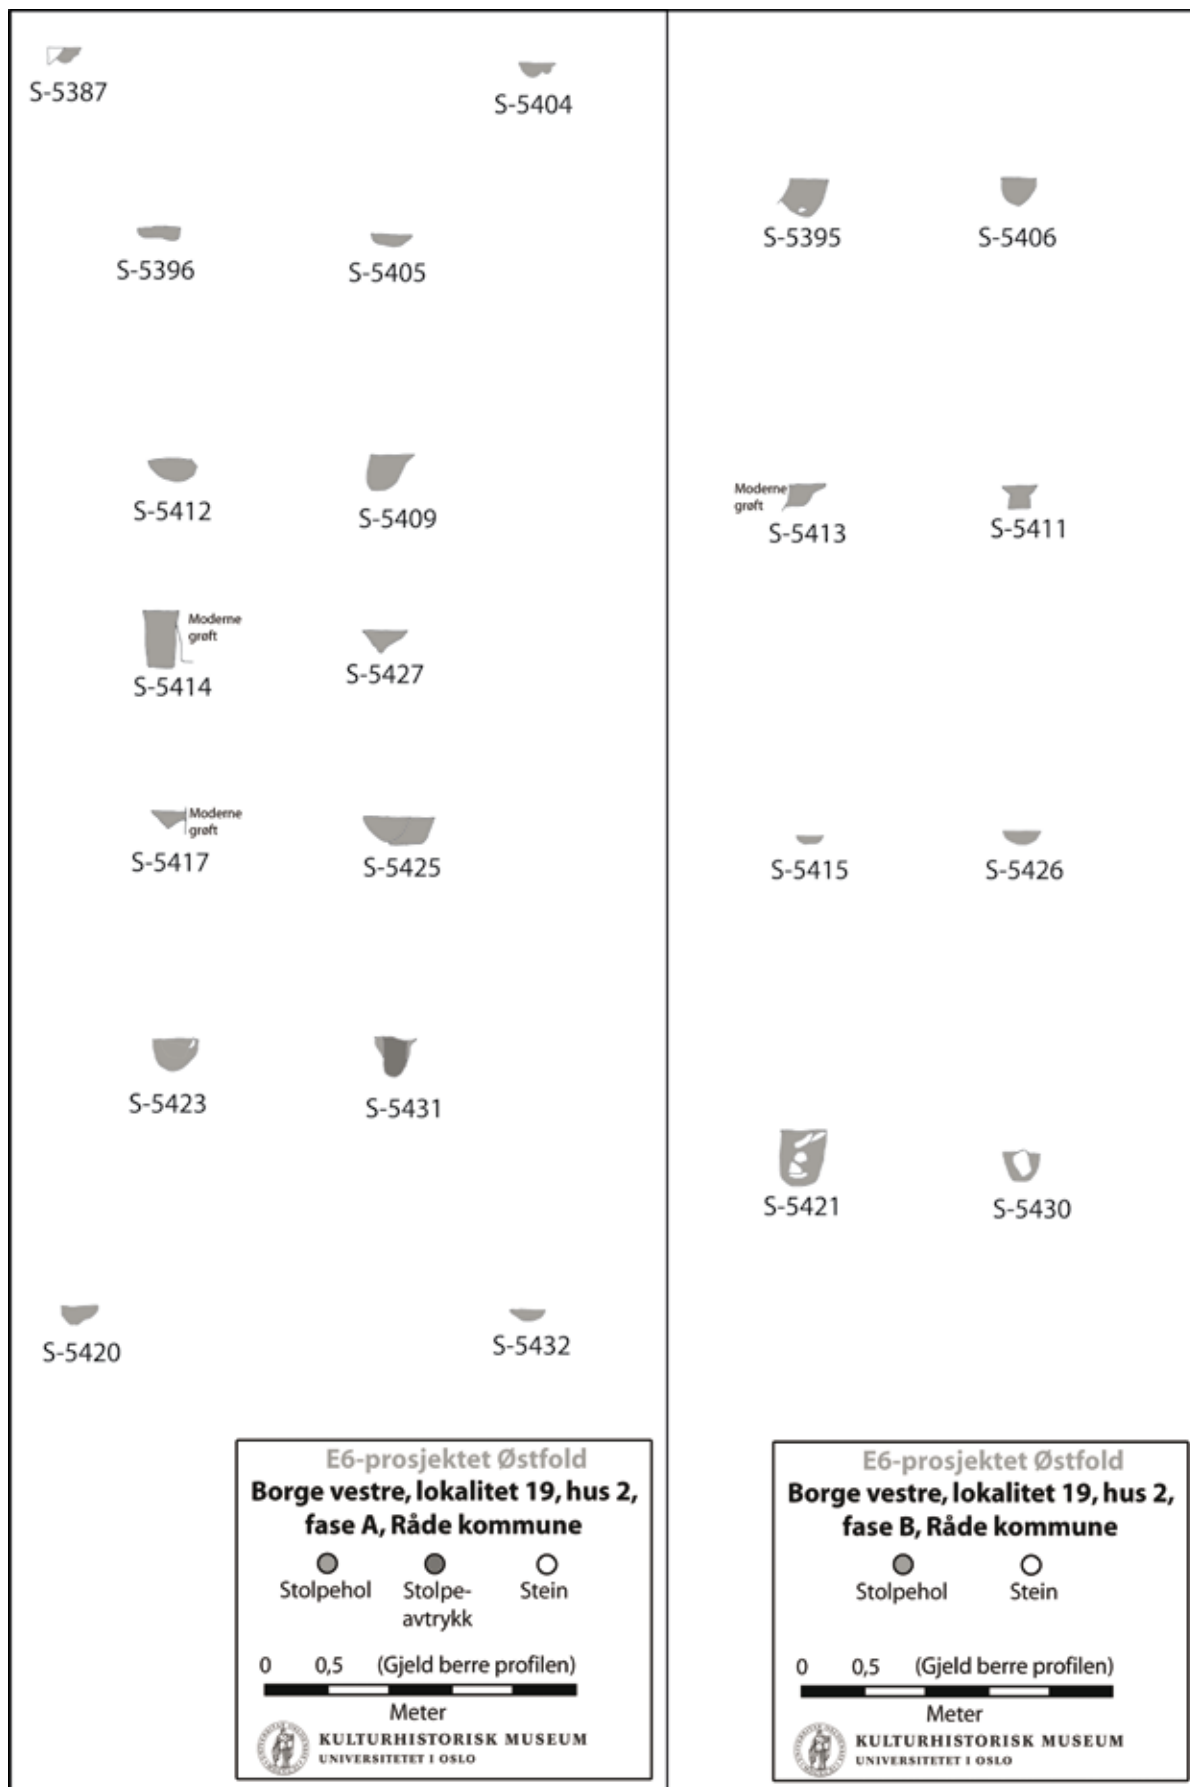 S-5387
S-5404
S-5396
S-5405
S-5412
S-5409
Moderne
grøft
S-5414
S-5427
Moderne
grøft
S-5417
S-5425
S-5423
S-5431
S-5420
S-5432
E6-prosjektet Østfold
Borge vestre, lokalitet 19, hus 2,
fase A, Råde kommune
Stolpehol Stolpe- Stein
avtrykk
0 0,5 (Gjeld berre profilen)
Meter
KULTURHISTORISK MUSEUM
UNIVERSITETET I OSLO
S-5395
S-5406
Moderne
grøft
S-5413
S-5411
S-5415
S-5426
S-5421
S-5430
E6-prosjektet Østfold
Borge vestre, lokalitet 19, hus 2,
fase B, Råde kommune
Stolpehol Stein
0 0,5 (Gjeld berre profilen)
Meter
KULTURHISTORISK MUSEUM
UNIVERSITETET I OSLO